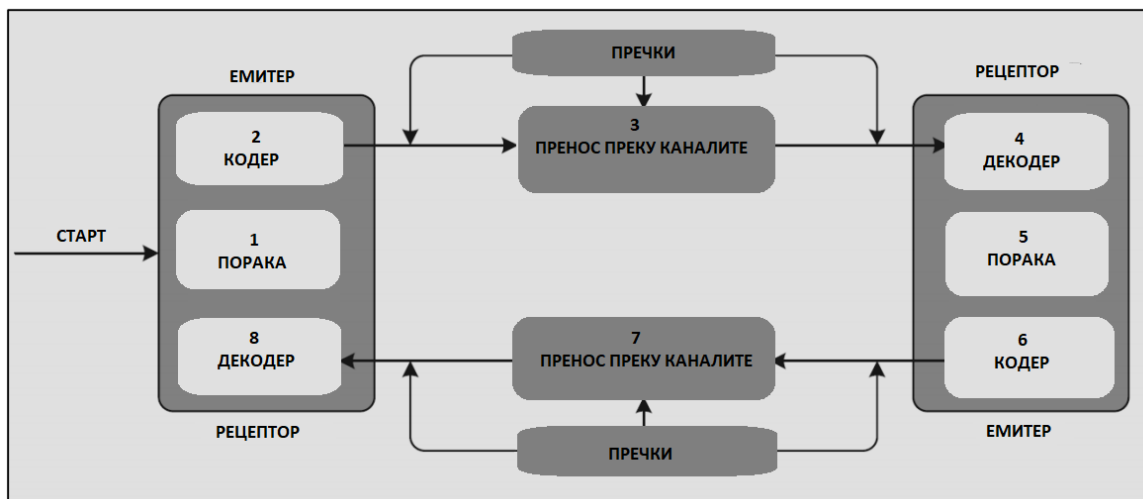 ПРЕЧКИ
ЕМИТЕР
РЕЦЕПТОР
2
КОДЕР
3
ПРЕНОС ПРЕКУ КАНАЛИТЕ
4
ДЕКОДЕР
СТАРТ
1
ПОРАКА
5
ПОРАКА
8
ДЕКОДЕР
7
ПРЕНОС ПРЕКУ КАНАЛИТЕ
6
КОДЕР
РЕЦЕПТОР
ПРЕЧКИ
ЕМИТЕР